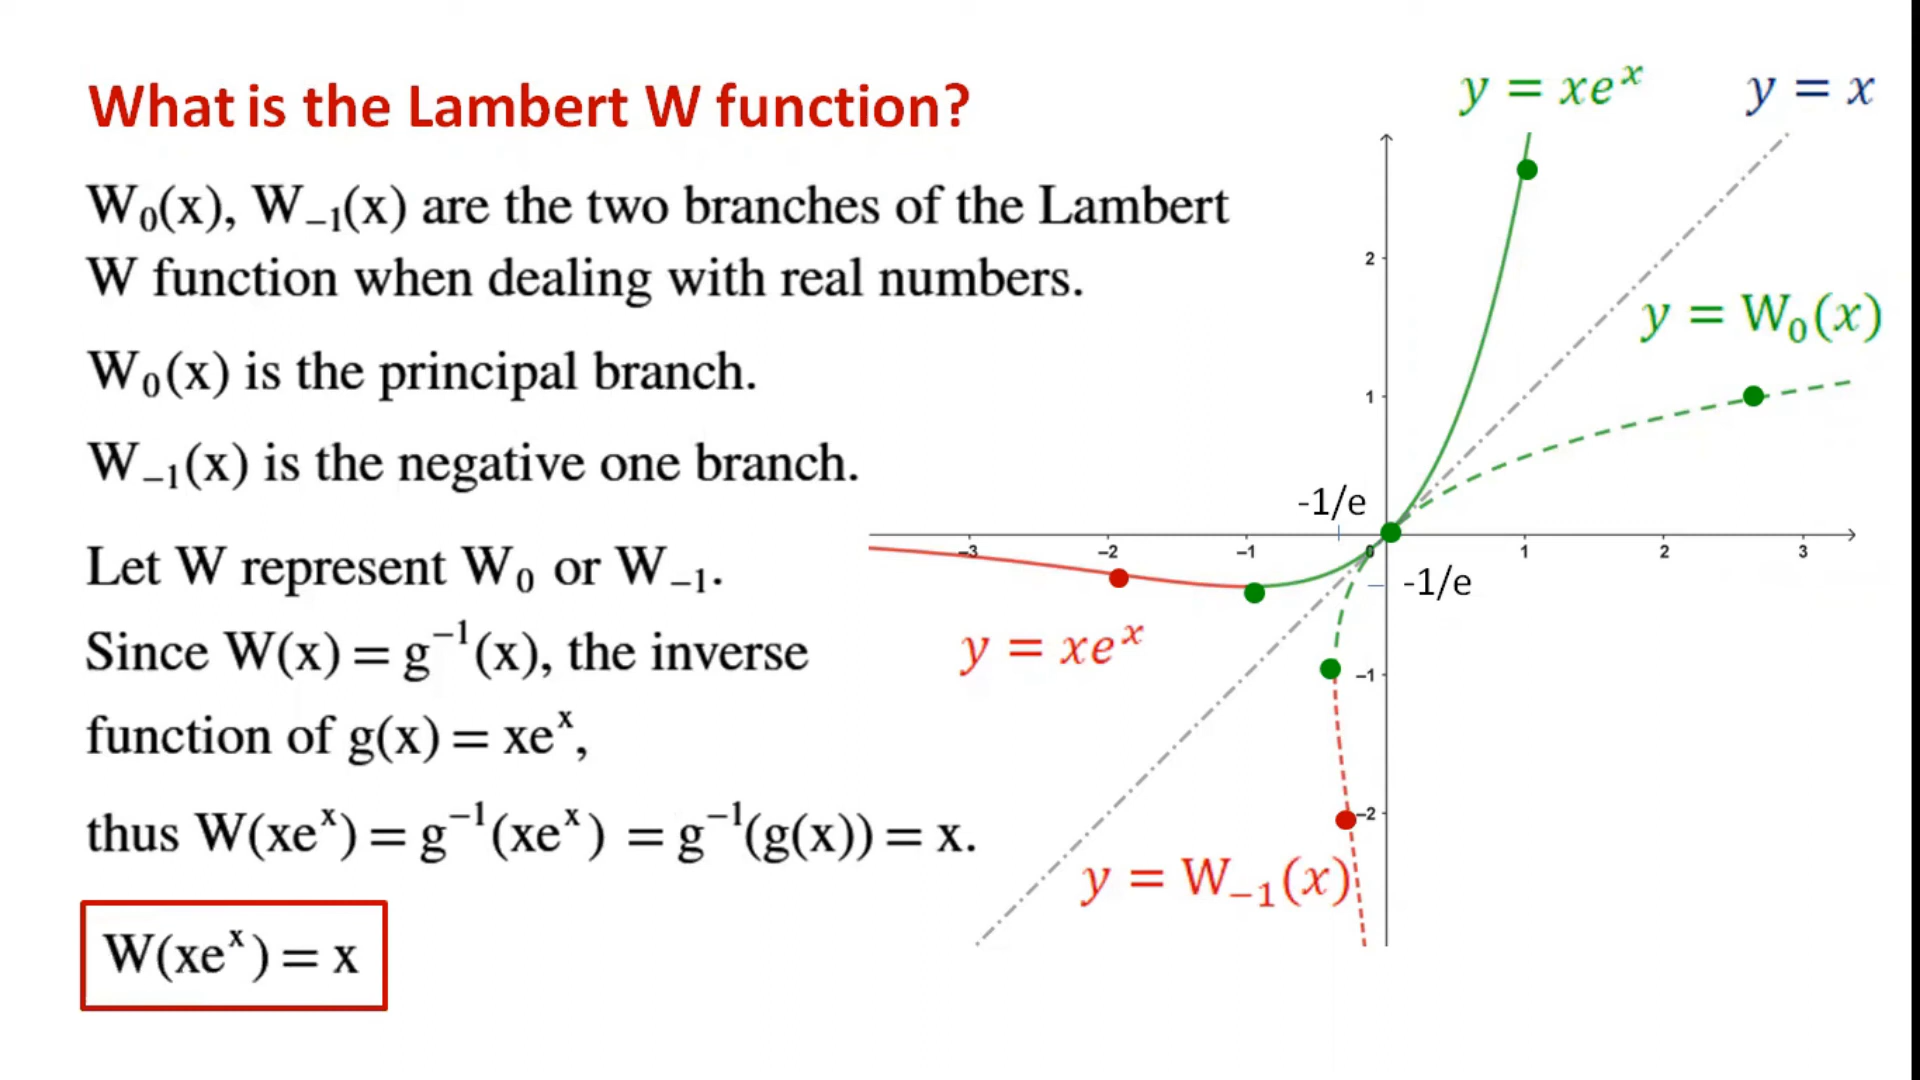 What is the Lambert W function?
W₀(x), W₋₁(x) are the two branches of the Lambert
W function when dealing with real numbers.
W₀(x) is the principal branch.
W₋₁(x) is the negative one branch.
Let W represent W₀ or W₋₁.
Since W(x) = g⁻¹(x), the inverse
function of g(x) = xeˣ,
thus W(xeˣ) = g⁻¹(xeˣ) = g⁻¹(g(x)) = x.
W(xeˣ) = x
y = xeˣ
y = x
2
y = W₀(x)
1
-1/e
−3 −2 −1 0 1 2 3
-1/e
y = xeˣ
−1
−2
y = W₋₁(x)